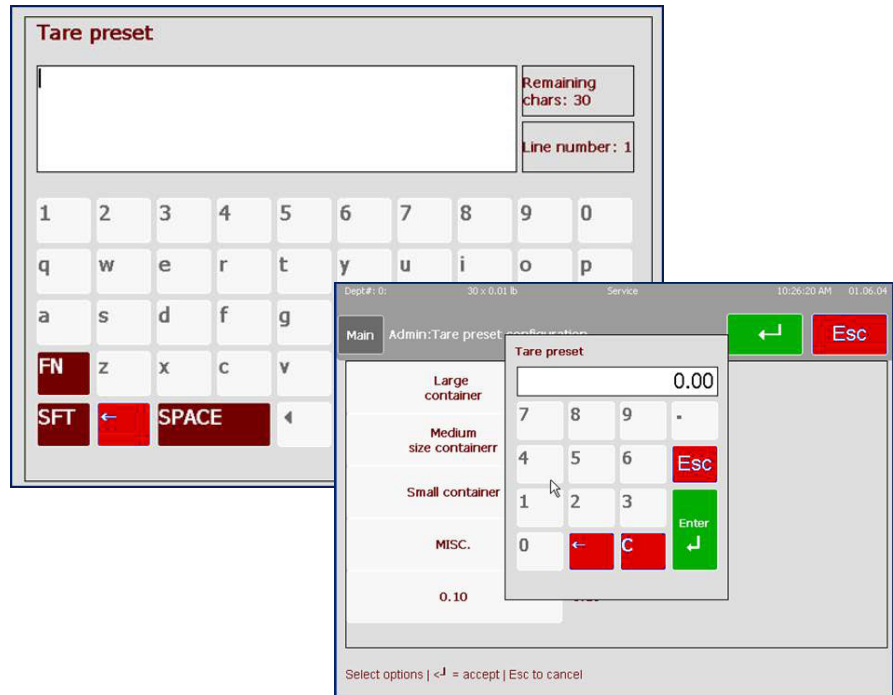 Tare preset
Remaining
chars: 30
Line number: 1
1 2 3 4 5 6 7 8 9 0
q w e r t y u i o p
a s d f g
FN z x c v
SFT ← SPACE
Dept#: 0: 30 x 0.01 lb Service 10:26:20 AM 01.06.04
Main Admin:Tare preset configuration Esc
Large
container
Medium
size containerr
Small container
MISC.
0.10
Tare preset
0.00
7 8 9 .
4 5 6 Esc
1 2 3 Enter
0 ← C
Select options | <┘ = accept | Esc to cancel